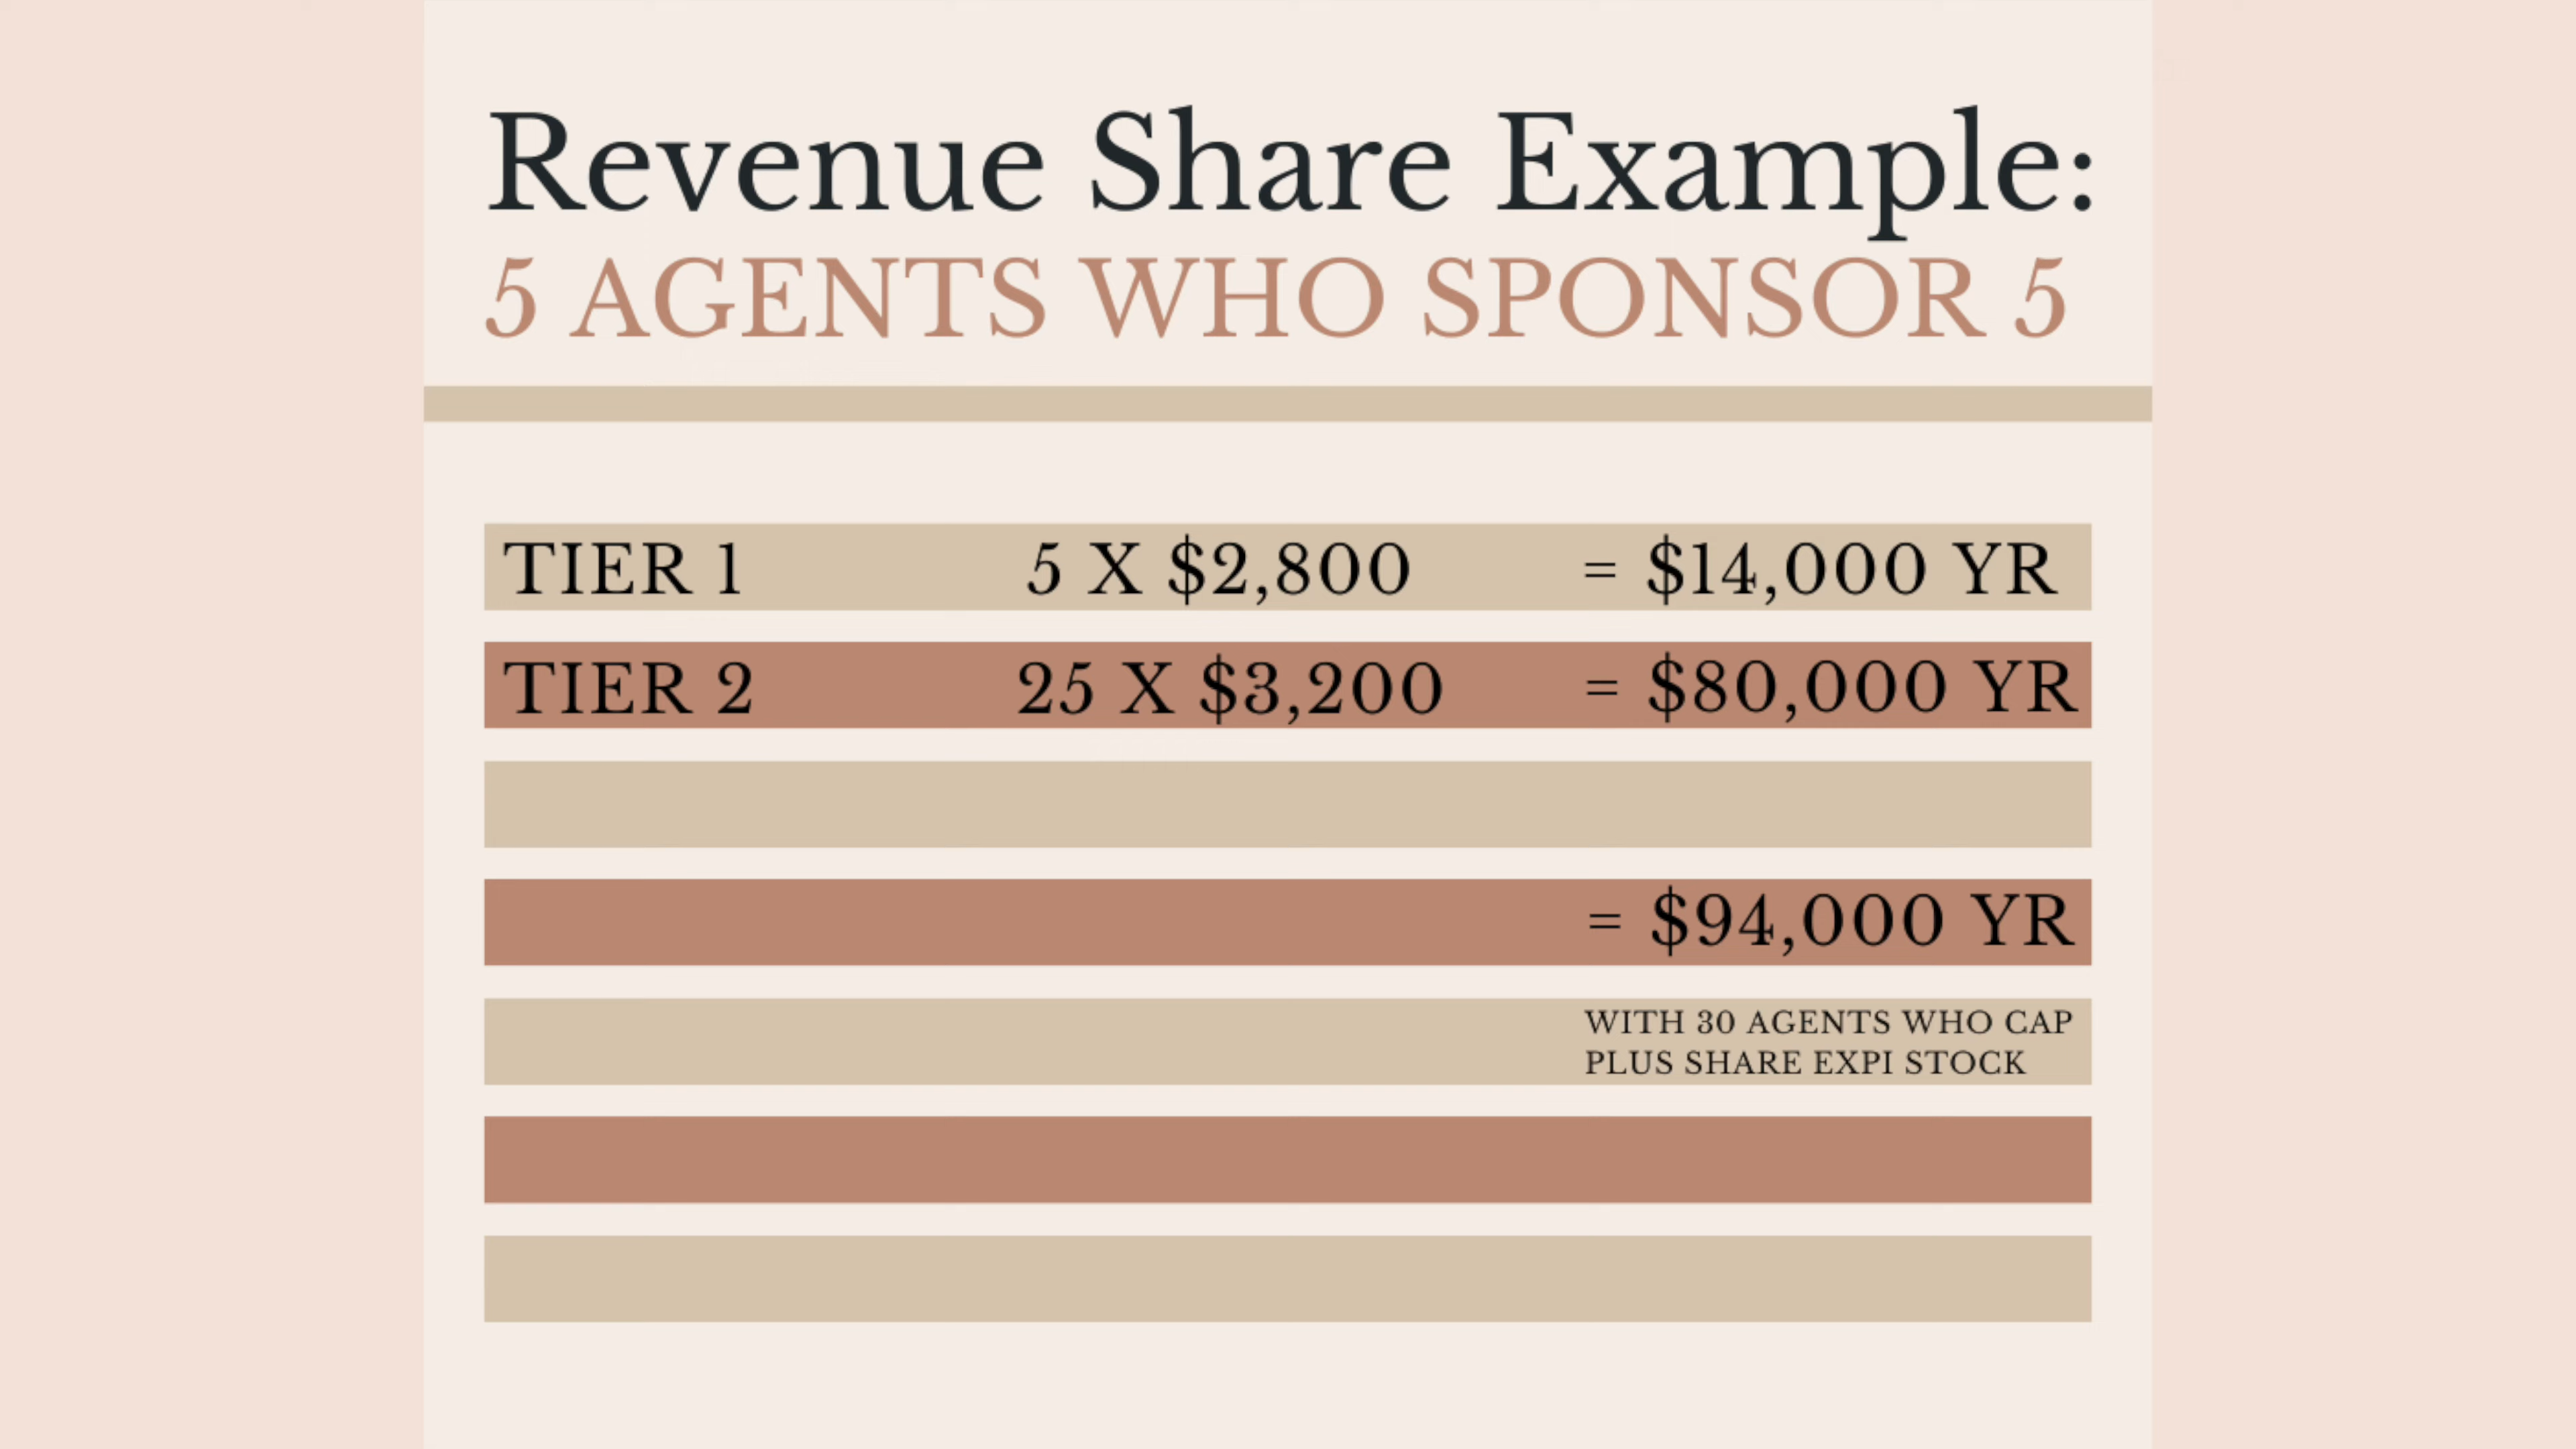 Revenue Share Example:
5 AGENTS WHO SPONSOR 5
TIER 1 5 X $2,800 = $14,000 YR
TIER 2 25 X $3,200 = $80,000 YR
= $94,000 YR
WITH 30 AGENTS WHO CAP
PLUS SHARE EXPI STOCK